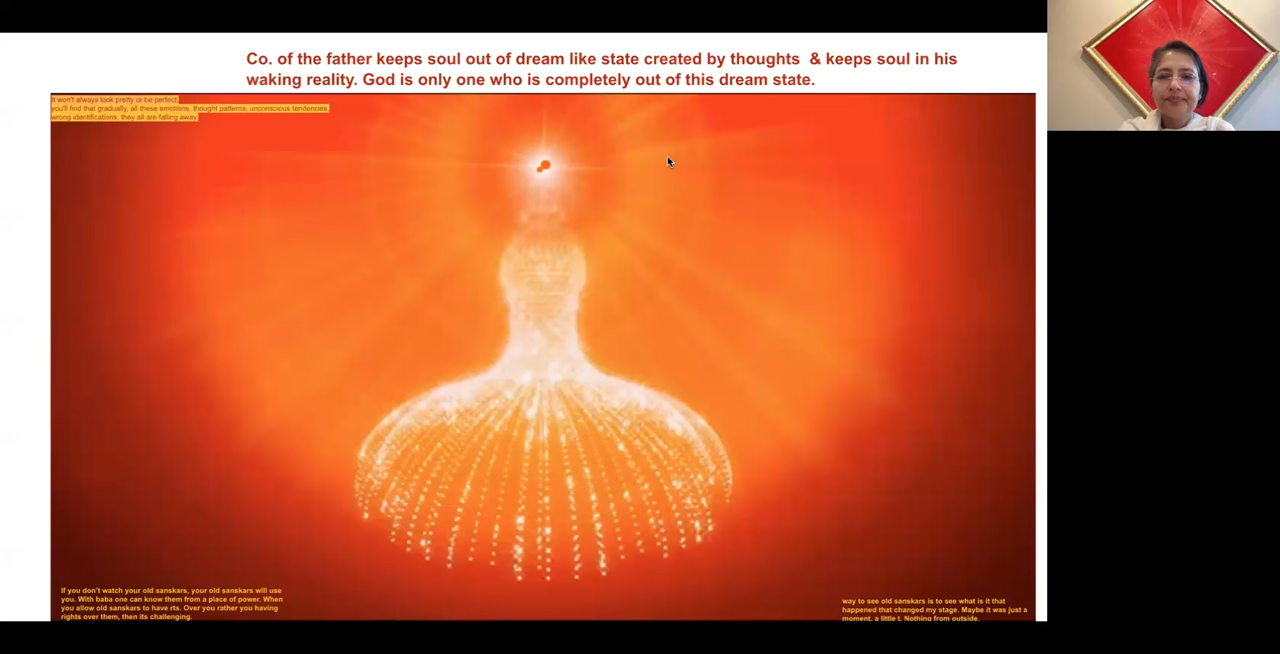 Co. of the father keeps soul out of dream like state created by thoughts & keeps soul in his
waking reality. God is only one who is completely out of this dream state.
It won't always look pretty or be perfect.
you'll find that gradually, all these emotions, thought patterns, unconscious tendencies,
wrong identifications, they all are falling away.
If you don't watch your old sanskars, your old sanskars will use
you. With baba one can know them from a place of power. When
you allow old sanskars to have rts. Over you rather you having
rights over them, then its challenging.
way to see old sanskars is to see what is it that
happened that changed my stage. Maybe it was just a
moment, a little t. Nothing from outside.